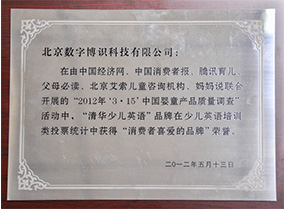 北京数字博识科技有限公司：
在由中国经济网、中国消费者报、腾讯育儿、
父母必读、北京艾索儿童咨询机构、妈妈说联合
开展的“2012年‘3·15’中国婴童产品质量调查”
活动中，“清华少儿英语”品牌在少儿英语培训
类投票统计中获得“消费者喜爱的品牌”荣誉。
二〇一二年五月十三日